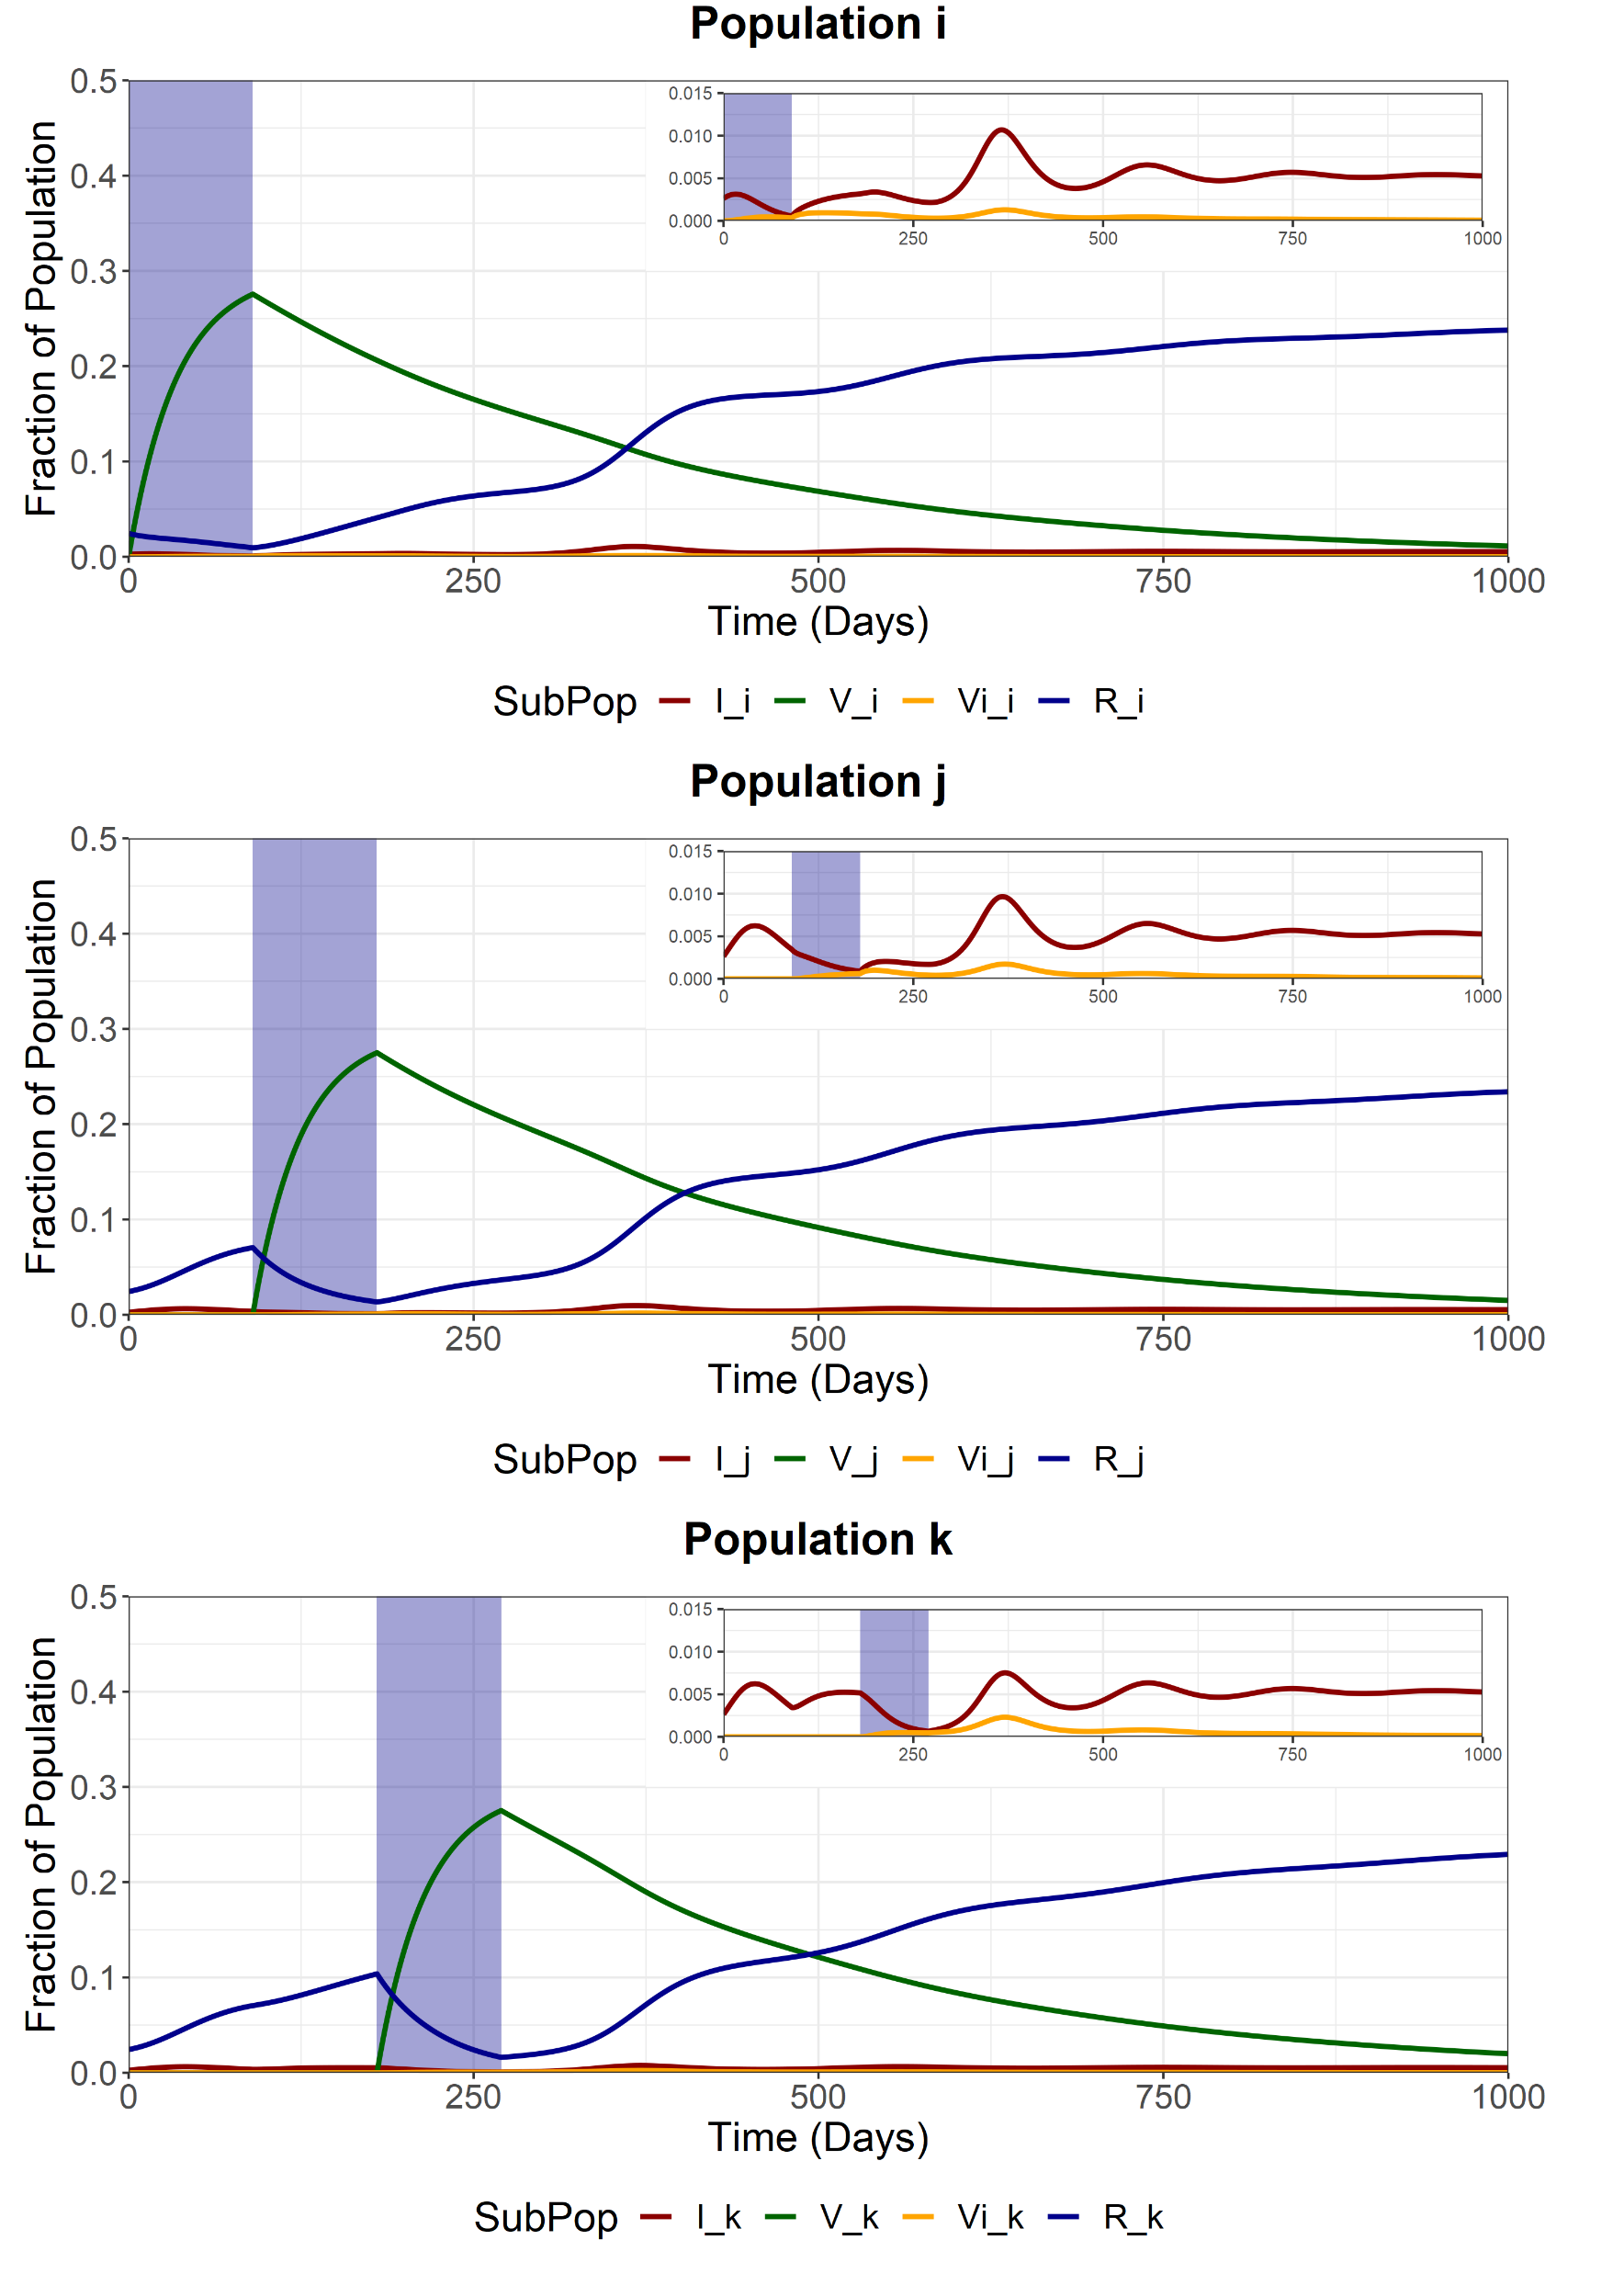 Population i
Fraction of Population
0.5
0.4
0.3
0.2
0.1
0.0
0.015
0.010
0.005
0.000
0 250 500 750 1000
0 250 500 750 1000
Time (Days)
SubPop I_i V_i Vi_i R_i
Population j
Fraction of Population
0.5
0.4
0.3
0.2
0.1
0.0
0.015
0.010
0.005
0.000
0 250 500 750 1000
0 250 500 750 1000
Time (Days)
SubPop I_j V_j Vi_j R_j
Population k
Fraction of Population
0.5
0.4
0.3
0.2
0.1
0.0
0.015
0.010
0.005
0.000
0 250 500 750 1000
0 250 500 750 1000
Time (Days)
SubPop I_k V_k Vi_k R_k